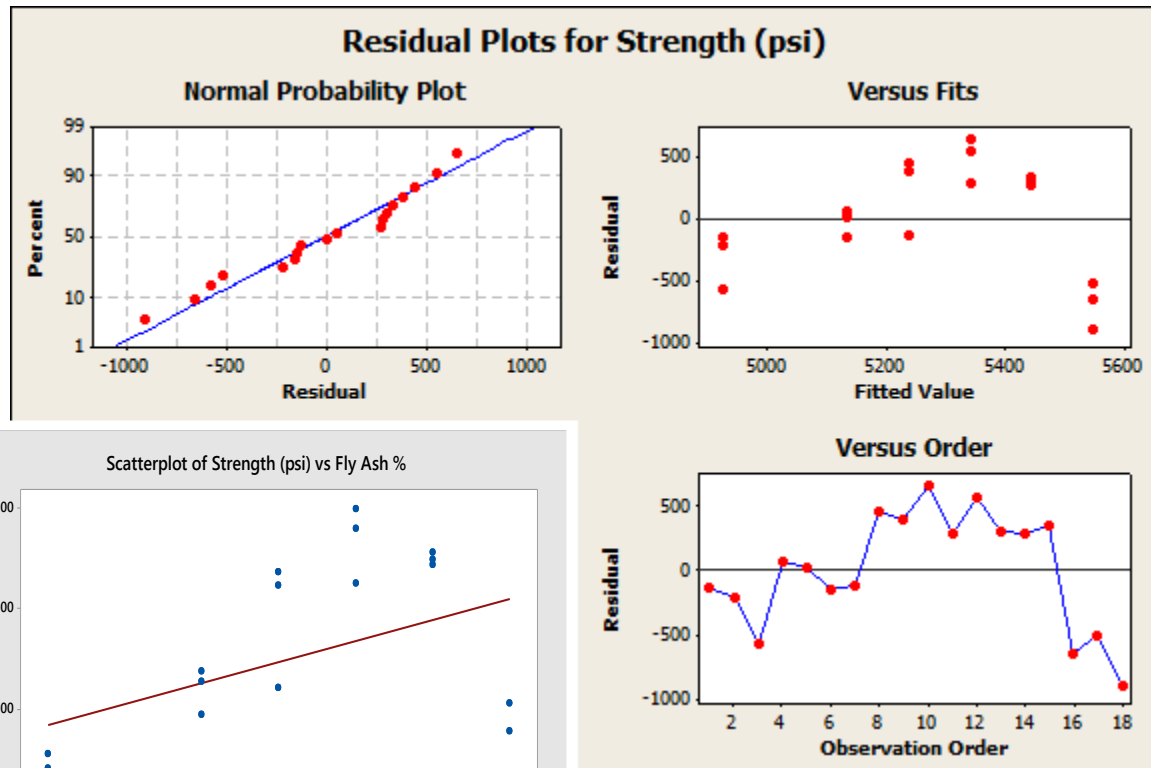 Residual Plots for Strength (psi)
Normal Probability Plot
99
90
50
10
1
Percent
-1000 -500 0 500 1000
Residual
Versus Fits
500
0
-500
-1000
Residual
5000 5200 5400 5600
Fitted Value
Scatterplot of Strength (psi) vs Fly Ash %
00
00
00
Versus Order
500
0
-500
-1000
Residual
2 4 6 8 10 12 14 16 18
Observation Order